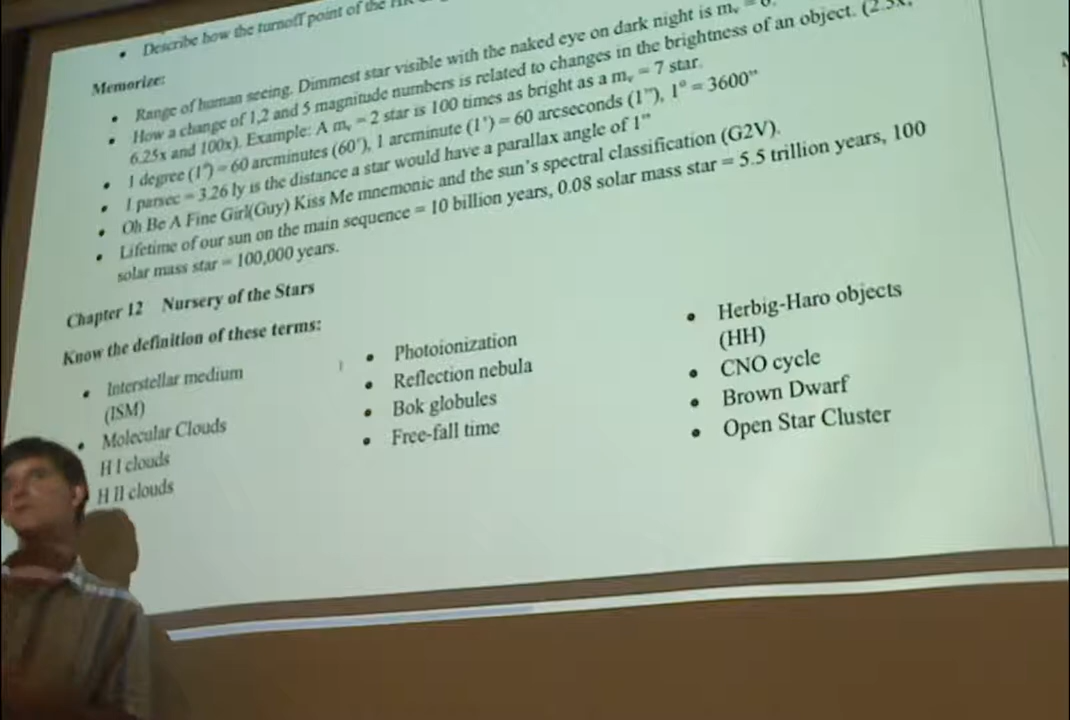 • Describe how the turnoff point of the
Memorize:
• Range of human seeing. Dimmest star visible with the naked eye on dark night is mᵥ = 6.
• How a change of 1,2 and 5 magnitude numbers is related to changes in the brightness of an object. (2.5x,
6.25x and 100x). Example: A mᵥ = 2 star is 100 times as bright as a mᵥ = 7 star.
• 1 degree (1°) = 60 arcminutes (60'), 1 arcminute (1') = 60 arcseconds (1"), 1° = 3600"
• 1 parsec = 3.26 ly is the distance a star would have a parallax angle of 1"
• Oh Be A Fine Girl(Guy) Kiss Me mnemonic and the sun's spectral classification (G2V).
• Lifetime of our sun on the main sequence = 10 billion years, 0.08 solar mass star = 5.5 trillion years, 100
solar mass star = 100,000 years.
Chapter 12 Nursery of the Stars
Know the definition of these terms:
• Interstellar medium
(ISM)
• Molecular Clouds
H I clouds
H II clouds
• Photoionization
• Reflection nebula
• Bok globules
• Free-fall time
• Herbig-Haro objects
(HH)
• CNO cycle
• Brown Dwarf
• Open Star Cluster